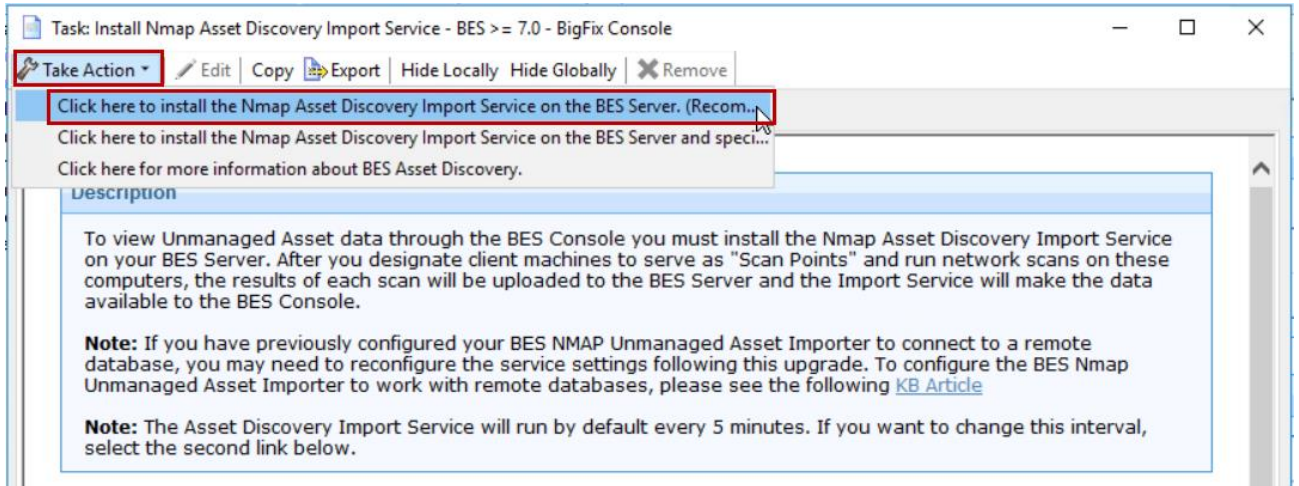 Task: Install Nmap Asset Discovery Import Service - BES >= 7.0 - BigFix Console
Take Action Edit Copy Export Hide Locally Hide Globally Remove
Click here to install the Nmap Asset Discovery Import Service on the BES Server. (Recom...
Click here to install the Nmap Asset Discovery Import Service on the BES Server and speci...
Click here for more information about BES Asset Discovery.
Description
To view Unmanaged Asset data through the BES Console you must install the Nmap Asset Discovery Import Service
on your BES Server. After you designate client machines to serve as "Scan Points" and run network scans on these
computers, the results of each scan will be uploaded to the BES Server and the Import Service will make the data
available to the BES Console.
Note: If you have previously configured your BES NMAP Unmanaged Asset Importer to connect to a remote
database, you may need to reconfigure the service settings following this upgrade. To configure the BES Nmap
Unmanaged Asset Importer to work with remote databases, please see the following KB Article
Note: The Asset Discovery Import Service will run by default every 5 minutes. If you want to change this interval,
select the second link below.